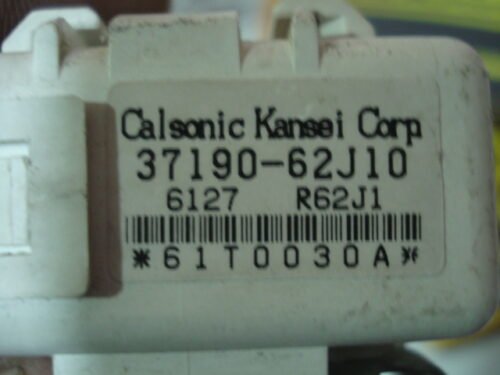 Calsonic Kansei Corp
37190-62J10
6127 R62J1
*61T0030A*